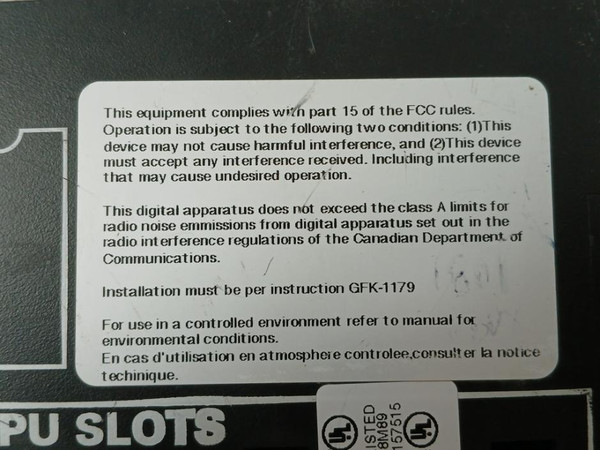 This equipment complies with part 15 of the FCC rules.
Operation is subject to the following two conditions: (1)This
device may not cause harmful interference, and (2)This device
must accept any interference received. Including interference
that may cause undesired operation.
This digital apparatus does not exceed the class A limits for
radio noise emmissions from digital apparatus set out in the
radio interference regulations of the Canadian Department of
Communications.
Installation must be per instruction GFK-1179
For use in a controlled environment refer to manual for
environmental conditions.
En cas d'utilisation en atmosphere controlee,consulter la notice
techinique.
PU SLOTS
UL
ISTED
8M89
157515
UL